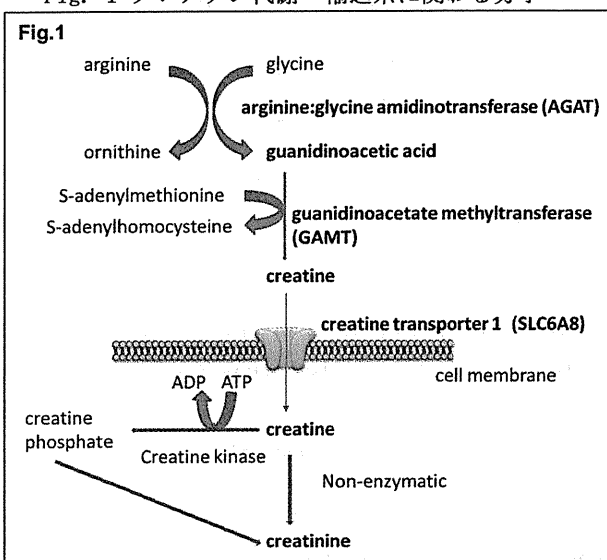 Fig.1
arginine
glycine
arginine:glycine amidinotransferase (AGAT)
ornithine
guanidinoacetic acid
S-adenylmethionine
S-adenylhomocysteine
guanidinoacetate methyltransferase
(GAMT)
creatine
creatine transporter 1 (SLC6A8)
cell membrane
ADP ATP
creatine
phosphate
creatine
Creatine kinase
Non-enzymatic
creatinine